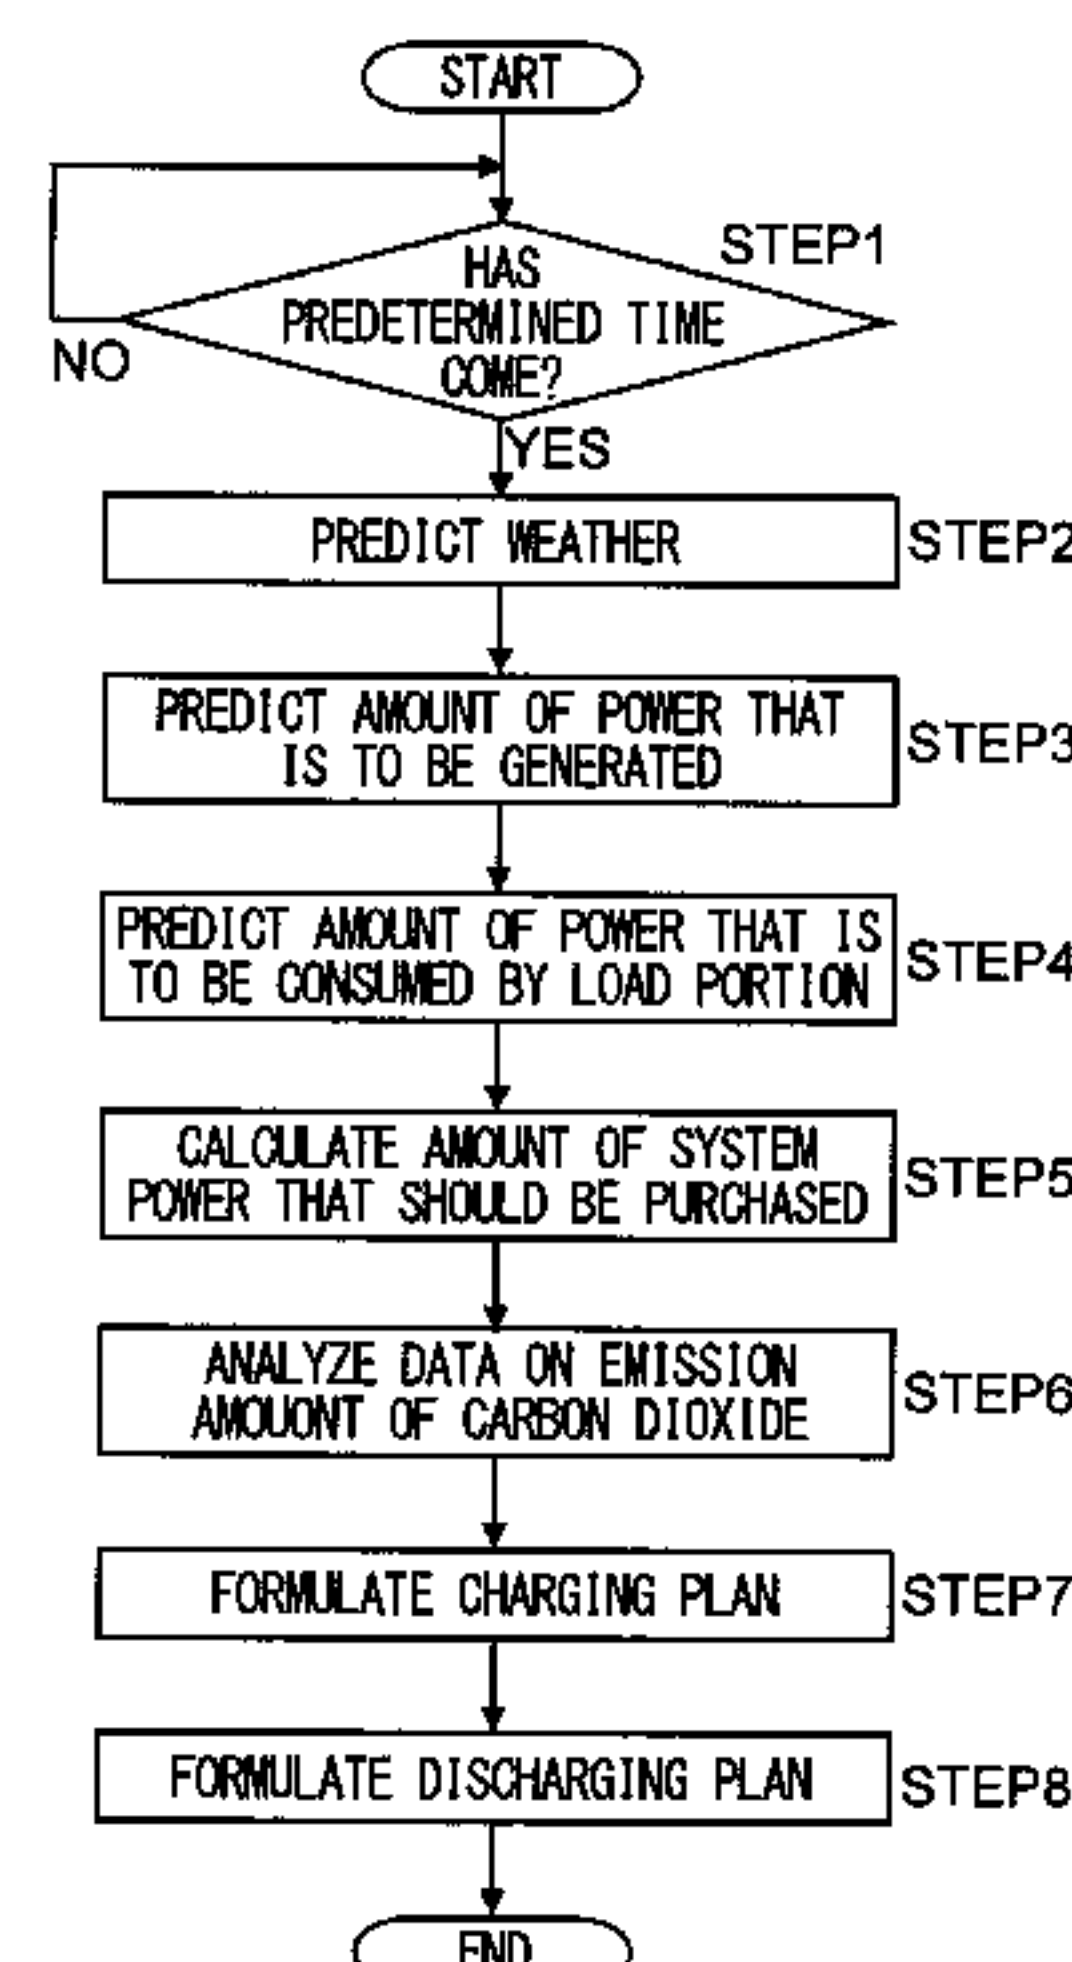 START
STEP1
HAS
PREDETERMINED TIME
COME?
NO
YES
PREDICT WEATHER
STEP2
PREDICT AMOUNT OF POWER THAT
IS TO BE GENERATED
STEP3
PREDICT AMOUNT OF POWER THAT IS
TO BE CONSUMED BY LOAD PORTION
STEP4
CALCULATE AMOUNT OF SYSTEM
POWER THAT SHOULD BE PURCHASED
STEP5
ANALYZE DATA ON EMISSION
AMOUONT OF CARBON DIOXIDE
STEP6
FORMULATE CHARGING PLAN
STEP7
FORMULATE DISCHARGING PLAN
STEP8
END